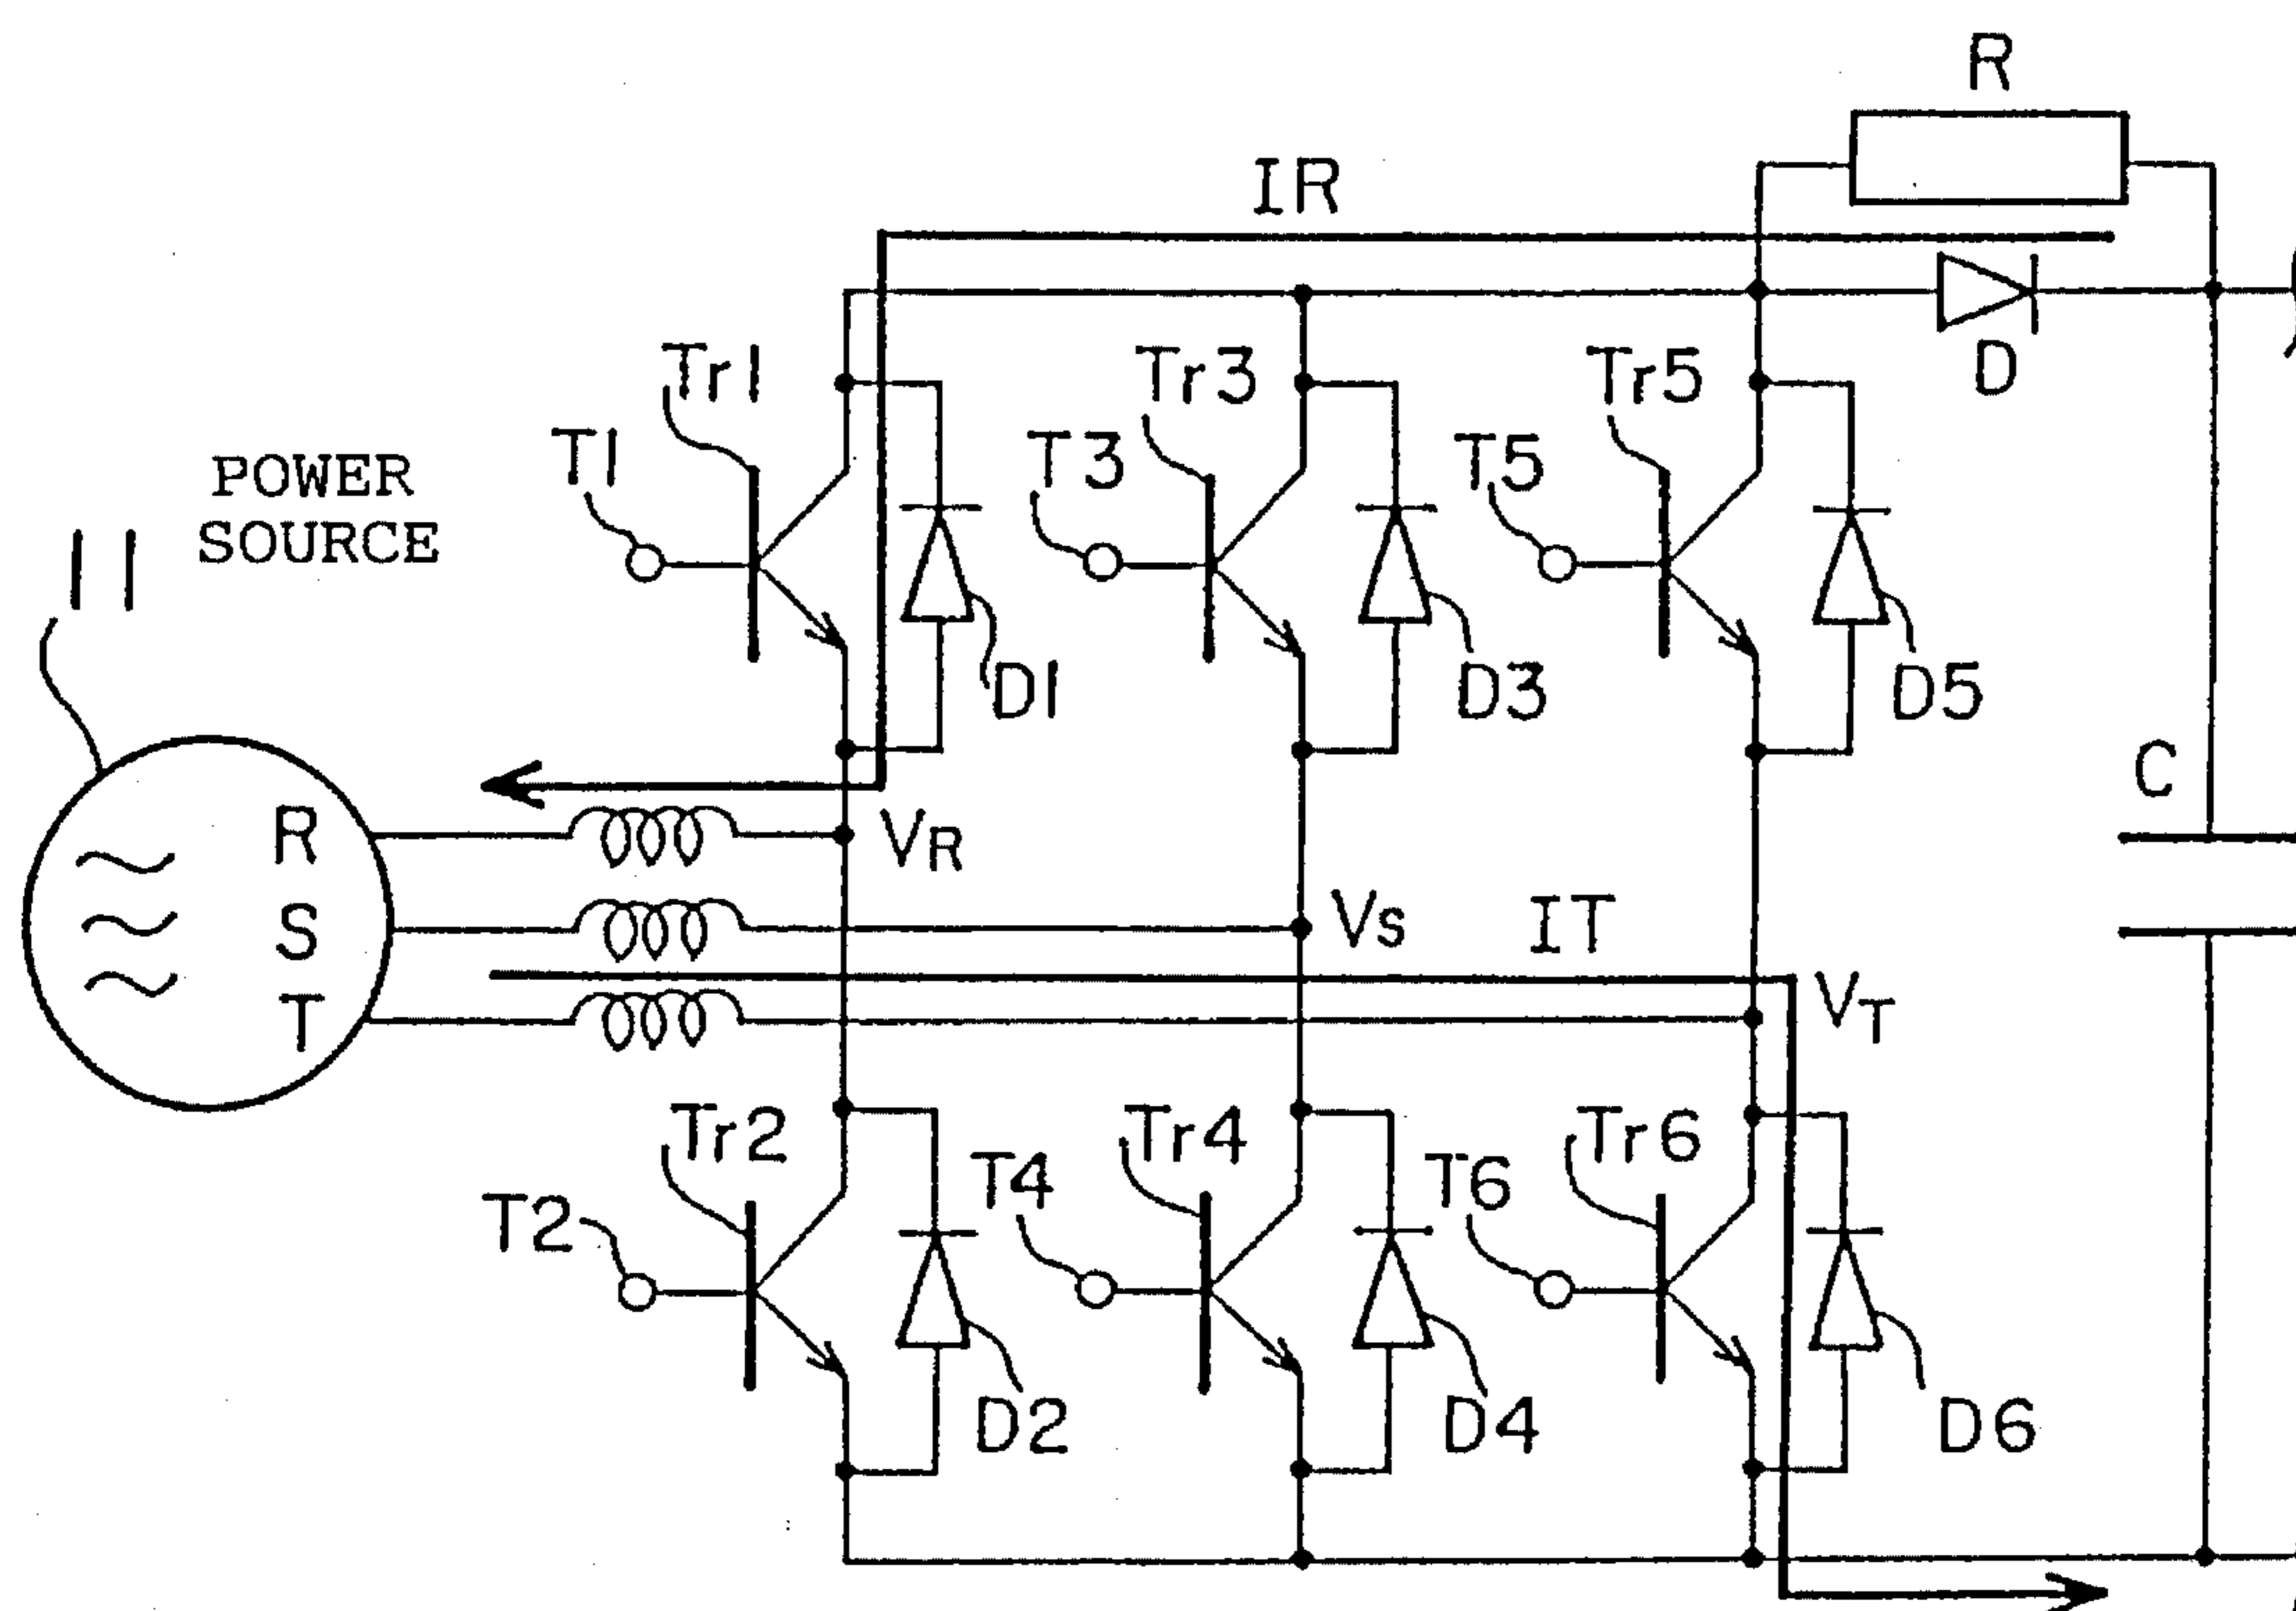 R
IR
Tr1
Tr3
Tr5
D
T1
T3
T5
POWER
SOURCE
11
D1
D3
D5
C
R
VR
S
Vs
IT
T
VT
Tr2
Tr4
Tr6
T2
T4
T6
D2
D4
D6